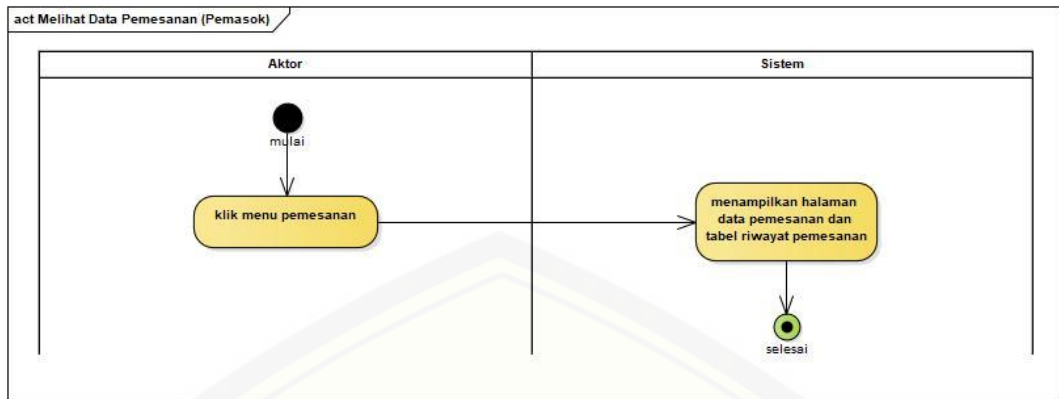 act Melihat Data Pemesanan (Pemasok)
Aktor
Sistem
mulai
klik menu pemesanan
menampilkan halaman
data pemesanan dan
tabel riwayat pemesanan
selesai